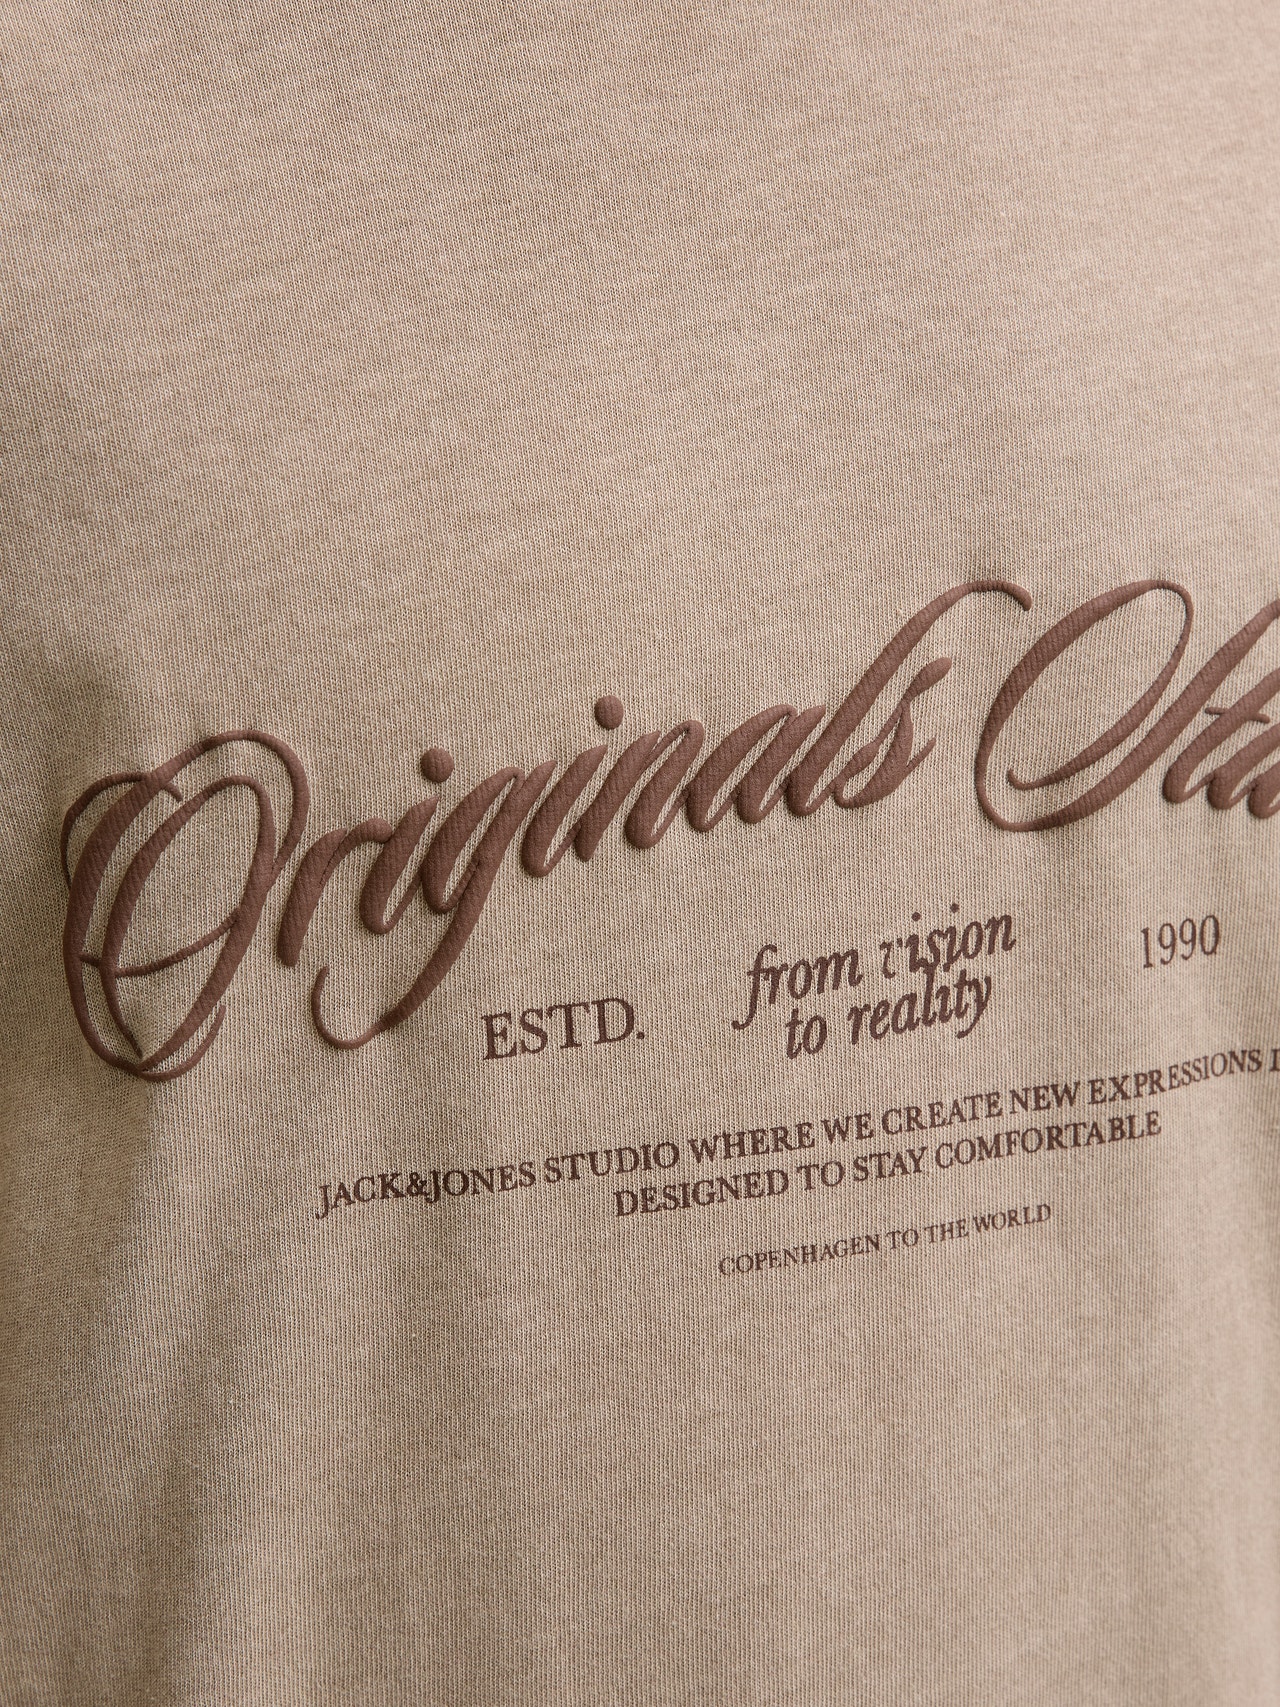 Originals
ESTD. from vision to reality 1990
JACK&JONES STUDIO WHERE WE CREATE NEW EXPRESSIONS
DESIGNED TO STAY COMFORTABLE
COPENHAGEN TO THE WORLD